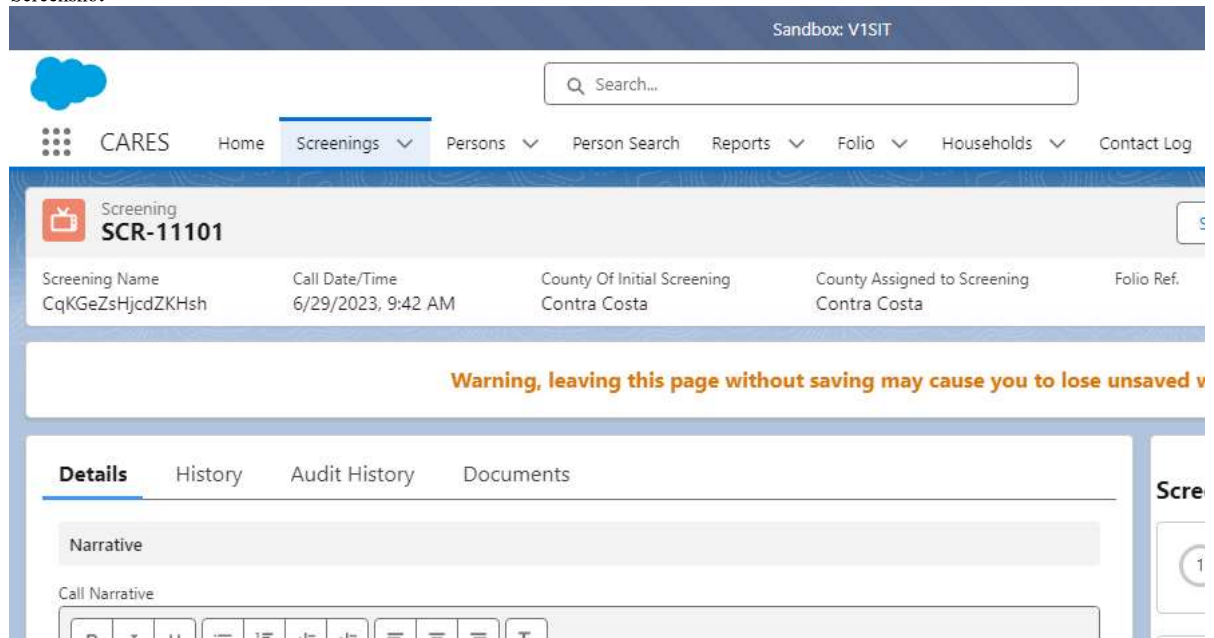 Sandbox: V1SIT
Search...
CARES Home Screenings Persons Person Search Reports Folio Households Contact Log
Screening
SCR-11101
Screening Name Call Date/Time County Of Initial Screening County Assigned to Screening Folio Ref.
CqKGeZsHjcdZKHsh 6/29/2023, 9:42 AM Contra Costa Contra Costa
Warning, leaving this page without saving may cause you to lose unsaved
Details History Audit History Documents
Narrative
1
Call Narrative